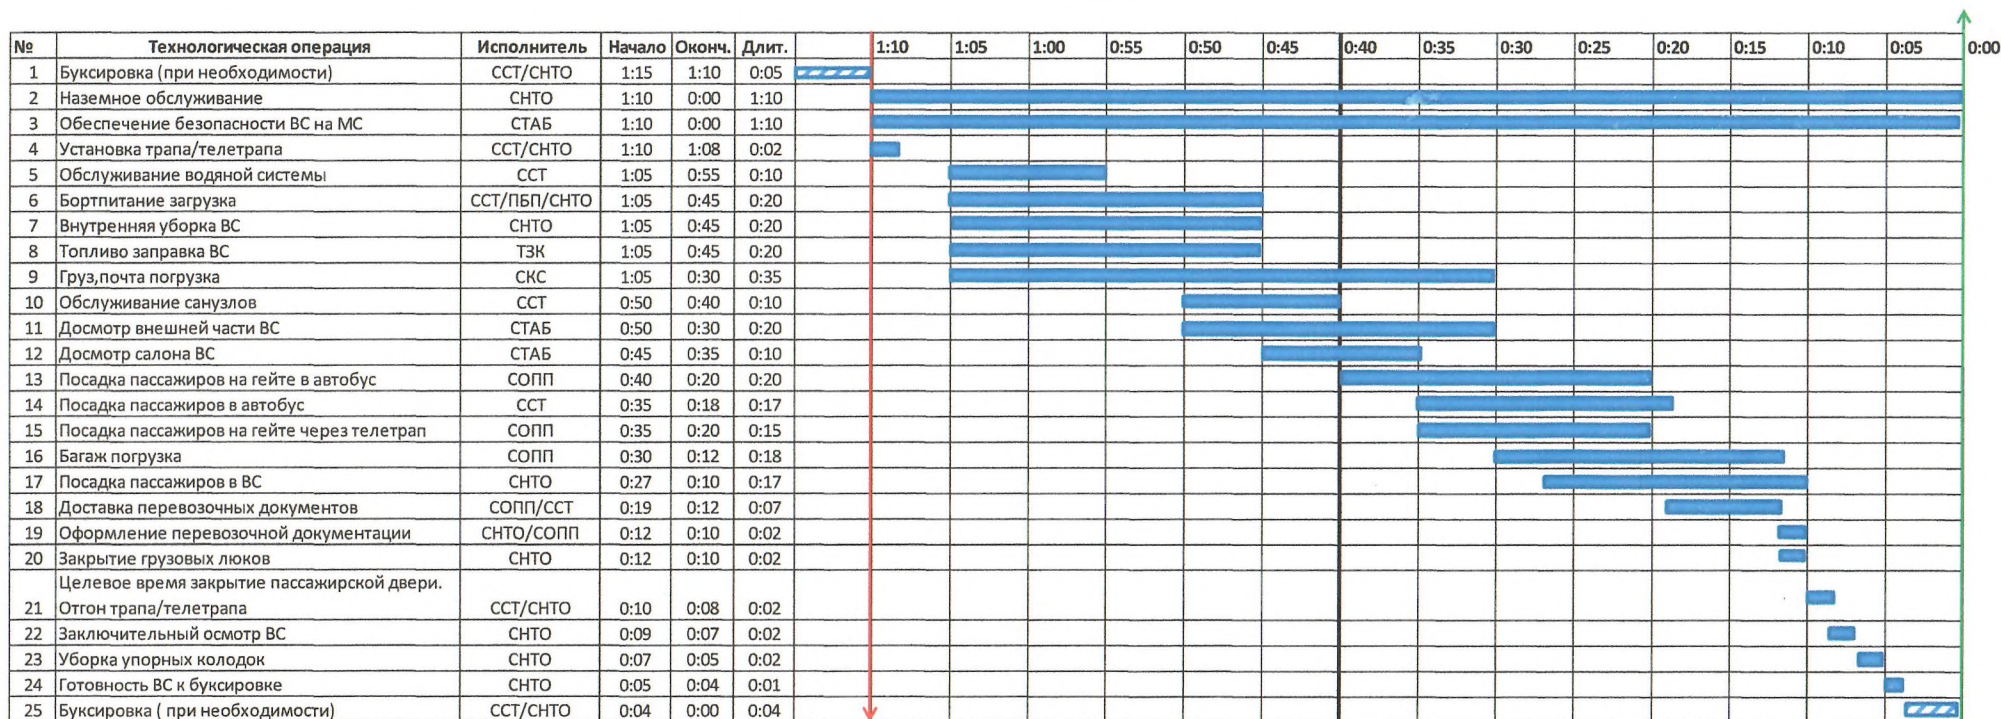 № Технологическая операция Исполнитель Начало Оконч. Длит. 1:10 1:05 1:00 0:55 0:50 0:45 0:40 0:35 0:30 0:25 0:20 0:15 0:10 0:05 0:00
1 Буксировка (при необходимости) ССТ/СНТО 1:15 1:10 0:05
2 Наземное обслуживание СНТО 1:10 0:00 1:10
3 Обеспечение безопасности ВС на МС СТАБ 1:10 0:00 1:10
4 Установка трапа/телетрапа ССТ/СНТО 1:10 1:08 0:02
5 Обслуживание водяной системы ССТ 1:05 0:55 0:10
6 Бортпитание загрузка ССТ/ПБП/СНТО 1:05 0:45 0:20
7 Внутренняя уборка ВС СНТО 1:05 0:45 0:20
8 Топливо заправка ВС ТЗК 1:05 0:45 0:20
9 Груз,почта погрузка СКС 1:05 0:30 0:35
10 Обслуживание санузлов ССТ 0:50 0:40 0:10
11 Досмотр внешней части ВС СТАБ 0:50 0:30 0:20
12 Досмотр салона ВС СТАБ 0:45 0:35 0:10
13 Посадка пассажиров на гейте в автобус СОПП 0:40 0:20 0:20
14 Посадка пассажиров в автобус ССТ 0:35 0:18 0:17
15 Посадка пассажиров на гейте через телетрап СОПП 0:35 0:20 0:15
16 Багаж погрузка СОПП 0:30 0:12 0:18
17 Посадка пассажиров в ВС СНТО 0:27 0:10 0:17
18 Доставка перевозочных документов СОПП/ССТ 0:19 0:12 0:07
19 Оформление перевозочной документации СНТО/СОПП 0:12 0:10 0:02
20 Закрытие грузовых люков СНТО 0:12 0:10 0:02
Целевое время закрытие пассажирской двери.
21 Отгон трапа/телетрапа ССТ/СНТО 0:10 0:08 0:02
22 Заключительный осмотр ВС СНТО 0:09 0:07 0:02
23 Уборка упорных колодок СНТО 0:07 0:05 0:02
24 Готовность ВС к буксировке СНТО 0:05 0:04 0:01
25 Буксировка ( при необходимости) ССТ/СНТО 0:04 0:00 0:04